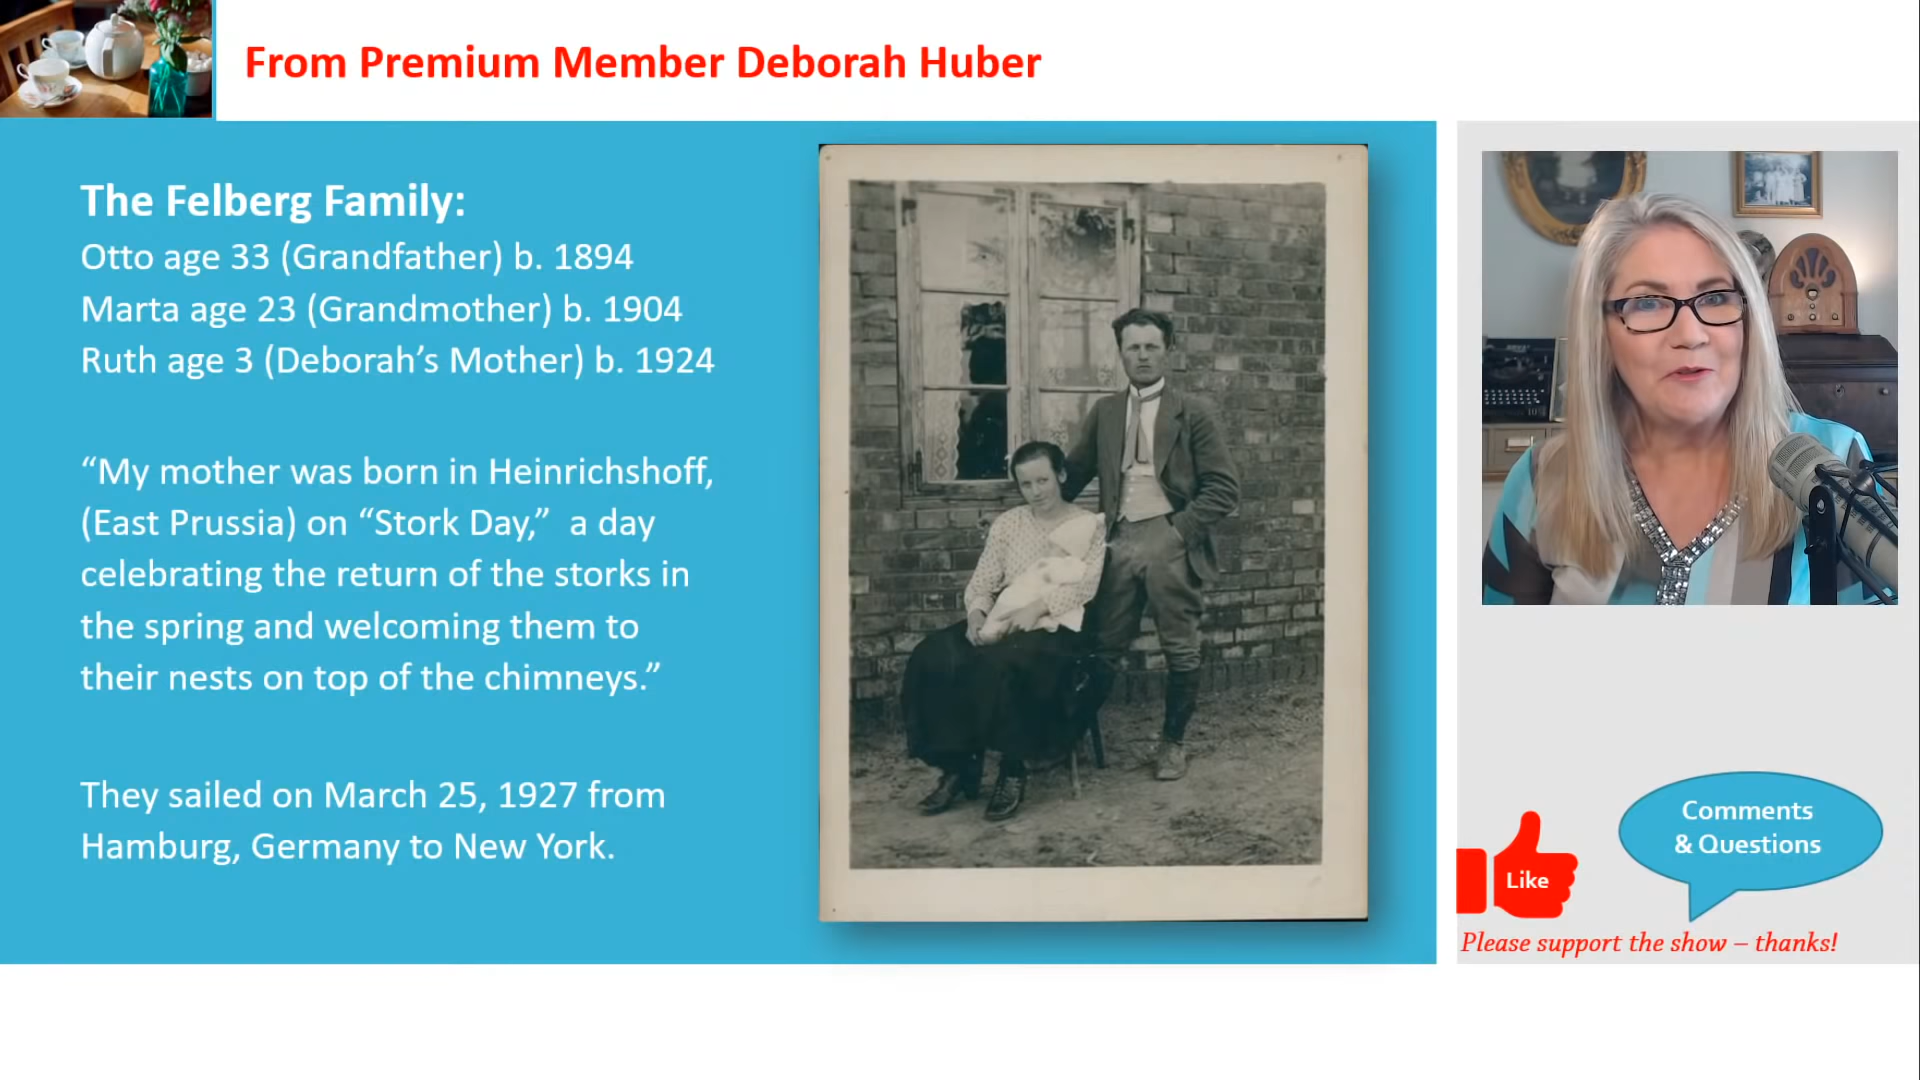 From Premium Member Deborah Huber
The Felberg Family:
Otto age 33 (Grandfather) b. 1894
Marta age 23 (Grandmother) b. 1904
Ruth age 3 (Deborah’s Mother) b. 1924
“My mother was born in Heinrichshoff,
(East Prussia) on “Stork Day,”  a day
celebrating the return of the storks in
the spring and welcoming them to
their nests on top of the chimneys.”
They sailed on March 25, 1927 from
Hamburg, Germany to New York.
Comments
& Questions
Like
Please support the show – thanks!